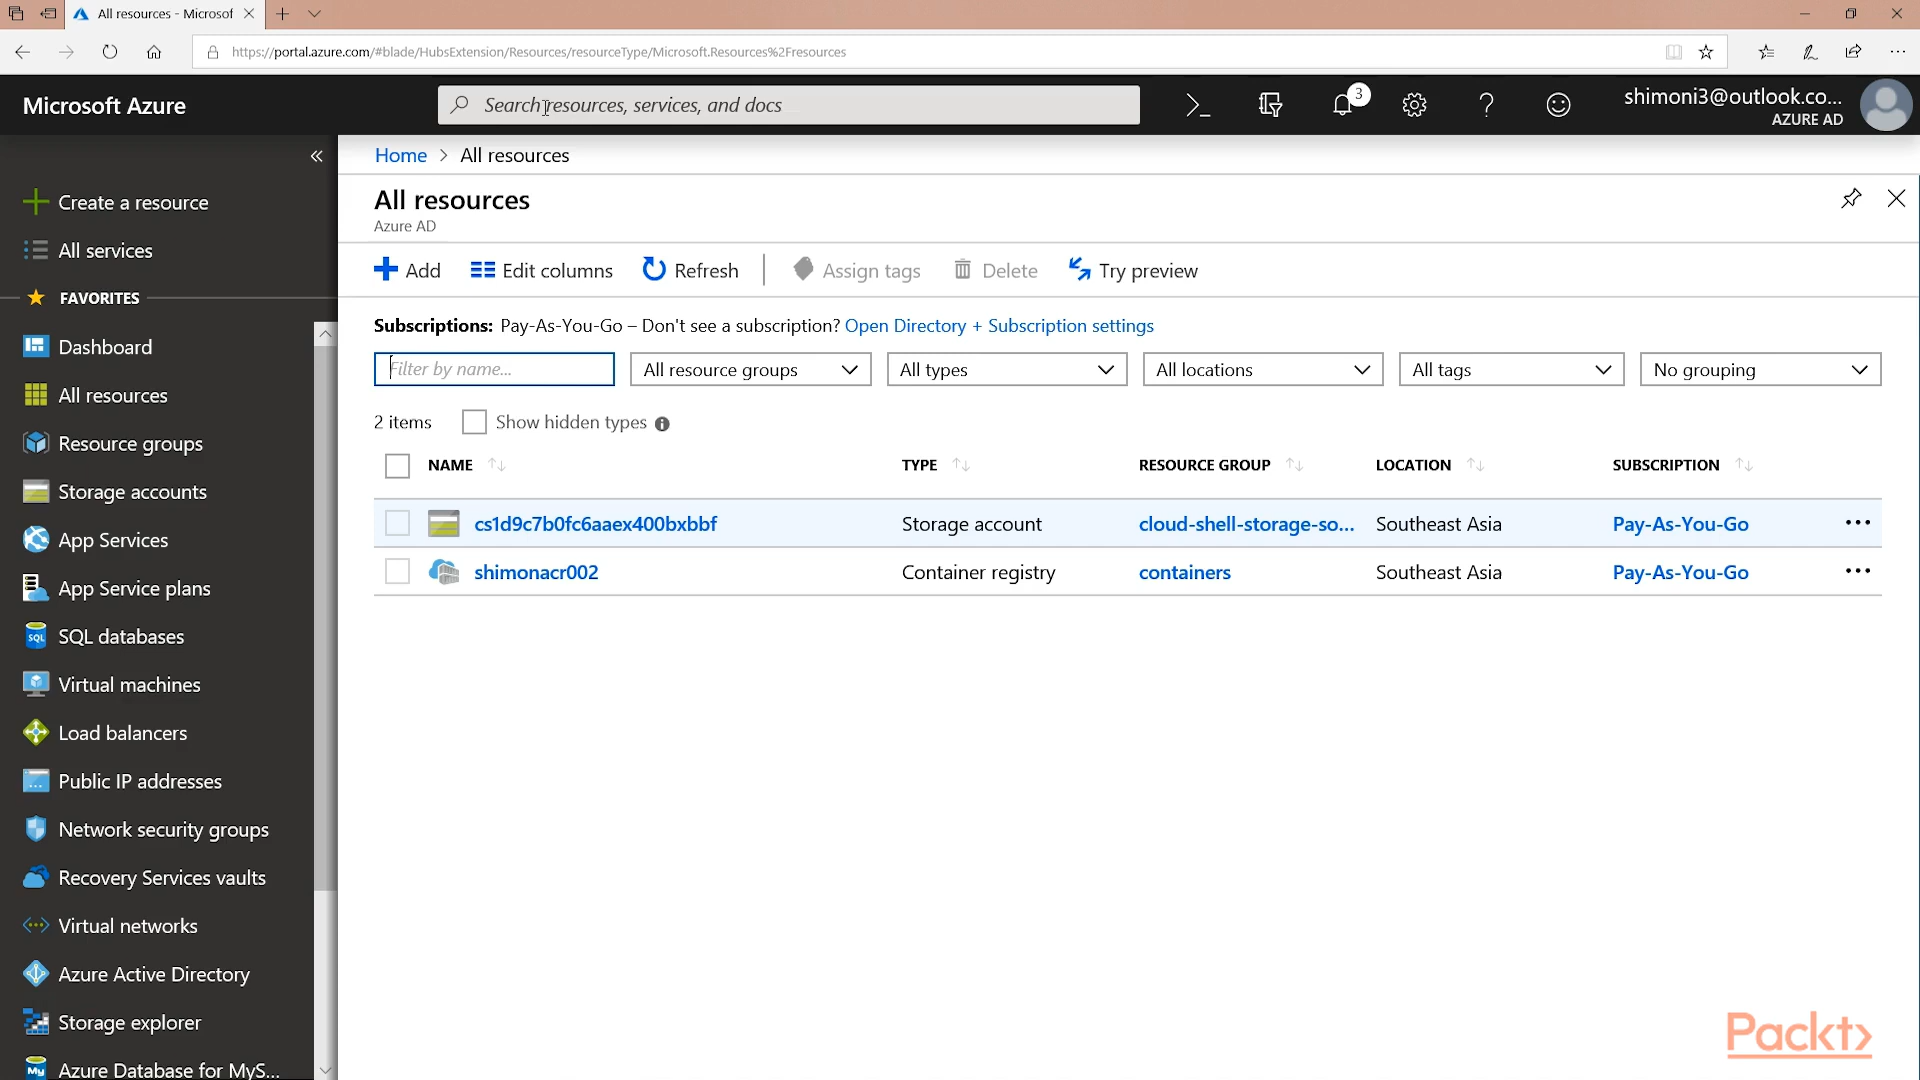 All resources - Microsof
https://portal.azure.com/#blade/HubsExtension/Resources/resourceType/Microsoft.Resources%2Fresources
Microsoft Azure
Search resources, services, and docs
3
shimoni3@outlook.co...
AZURE AD
Create a resource
All services
FAVORITES
Dashboard
All resources
Resource groups
Storage accounts
App Services
App Service plans
SQL
SQL databases
Virtual machines
Load balancers
Public IP addresses
Network security groups
Recovery Services vaults
Virtual networks
Azure Active Directory
Storage explorer
My
Azure Database for MyS...
Home > All resources
All resources
Azure AD
Add
Edit columns
Refresh
Assign tags
Delete
Try preview
Subscriptions: Pay-As-You-Go – Don't see a subscription? Open Directory + Subscription settings
Filter by name...
All resource groups
All types
All locations
All tags
No grouping
2 items
Show hidden types
NAME TYPE RESOURCE GROUP LOCATION SUBSCRIPTION
cs1d9c7b0fc6aaex400bxbbf Storage account cloud-shell-storage-so... Southeast Asia Pay-As-You-Go
shimonacr002 Container registry containers Southeast Asia Pay-As-You-Go
Packt>